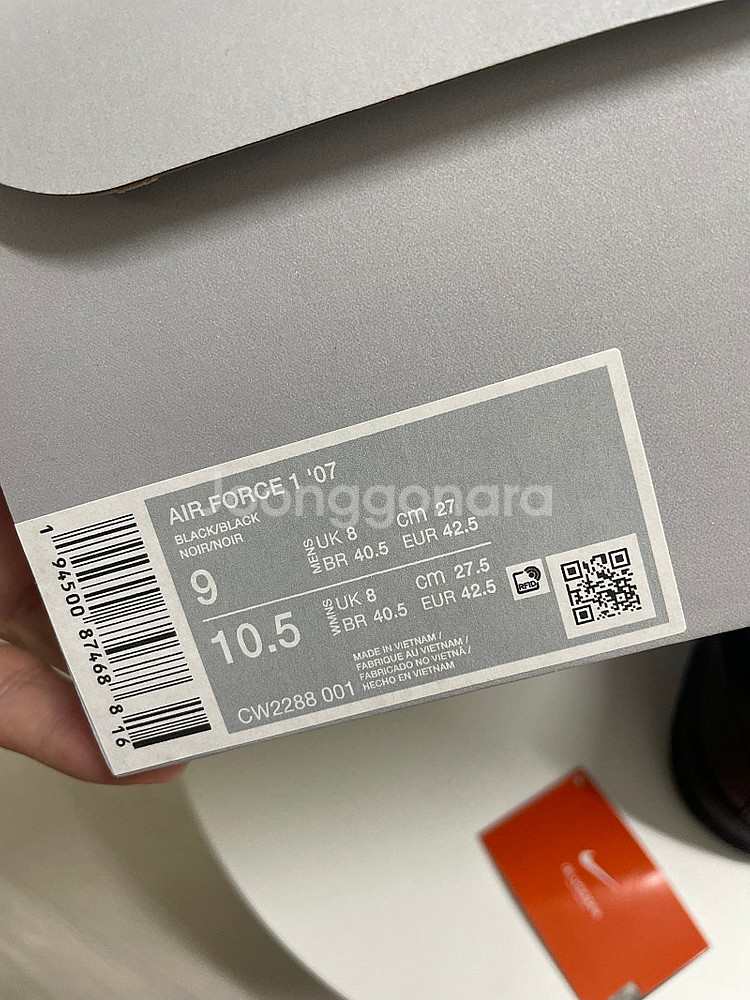 AIR FORCE 1 '07
BLACK/BLACK
NOIR/NOIR
9
MENS
UK 8
cm 27
BR 40.5
EUR 42.5
10.5
WMNS
UK 8
cm 27.5
BR 40.5
EUR 42.5
RFID
MADE IN VIETNAM /
FABRIQUE AU VIETNAM /
FABRICADO NO VIETNÃ /
HECHO EN VIETNAM
CW2288 001
1 94500 87468 8 16
Joonggonara